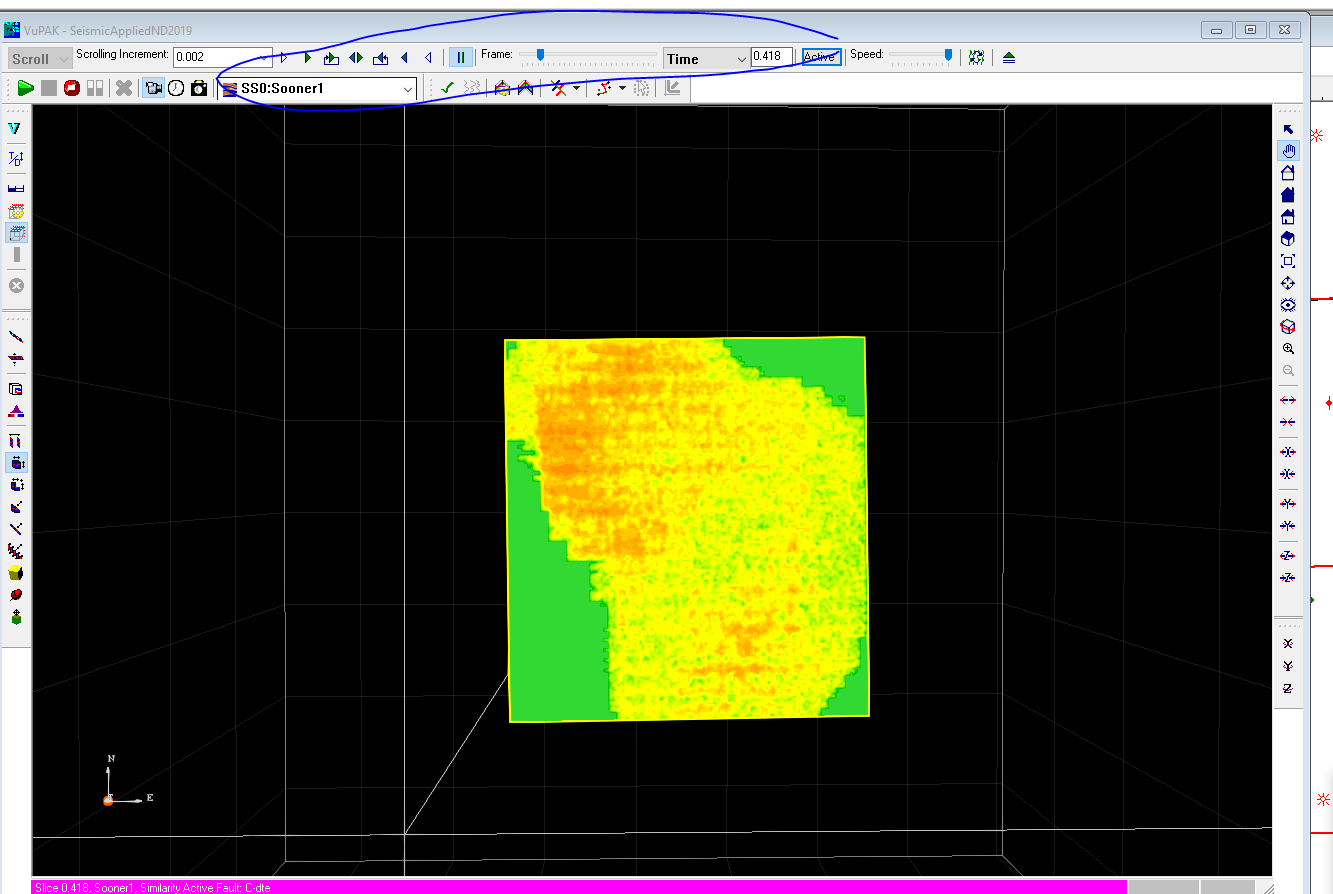 VuPAK - SeismicAppliedND2019
Scroll Scrolling Increment: 0.002 Frame: Time 0.418 Active Speed:
SS0:Sooner1
N
E
X
Y
Z
Slice 0.418, Sooner1, Similarity Active Fault: C-dte